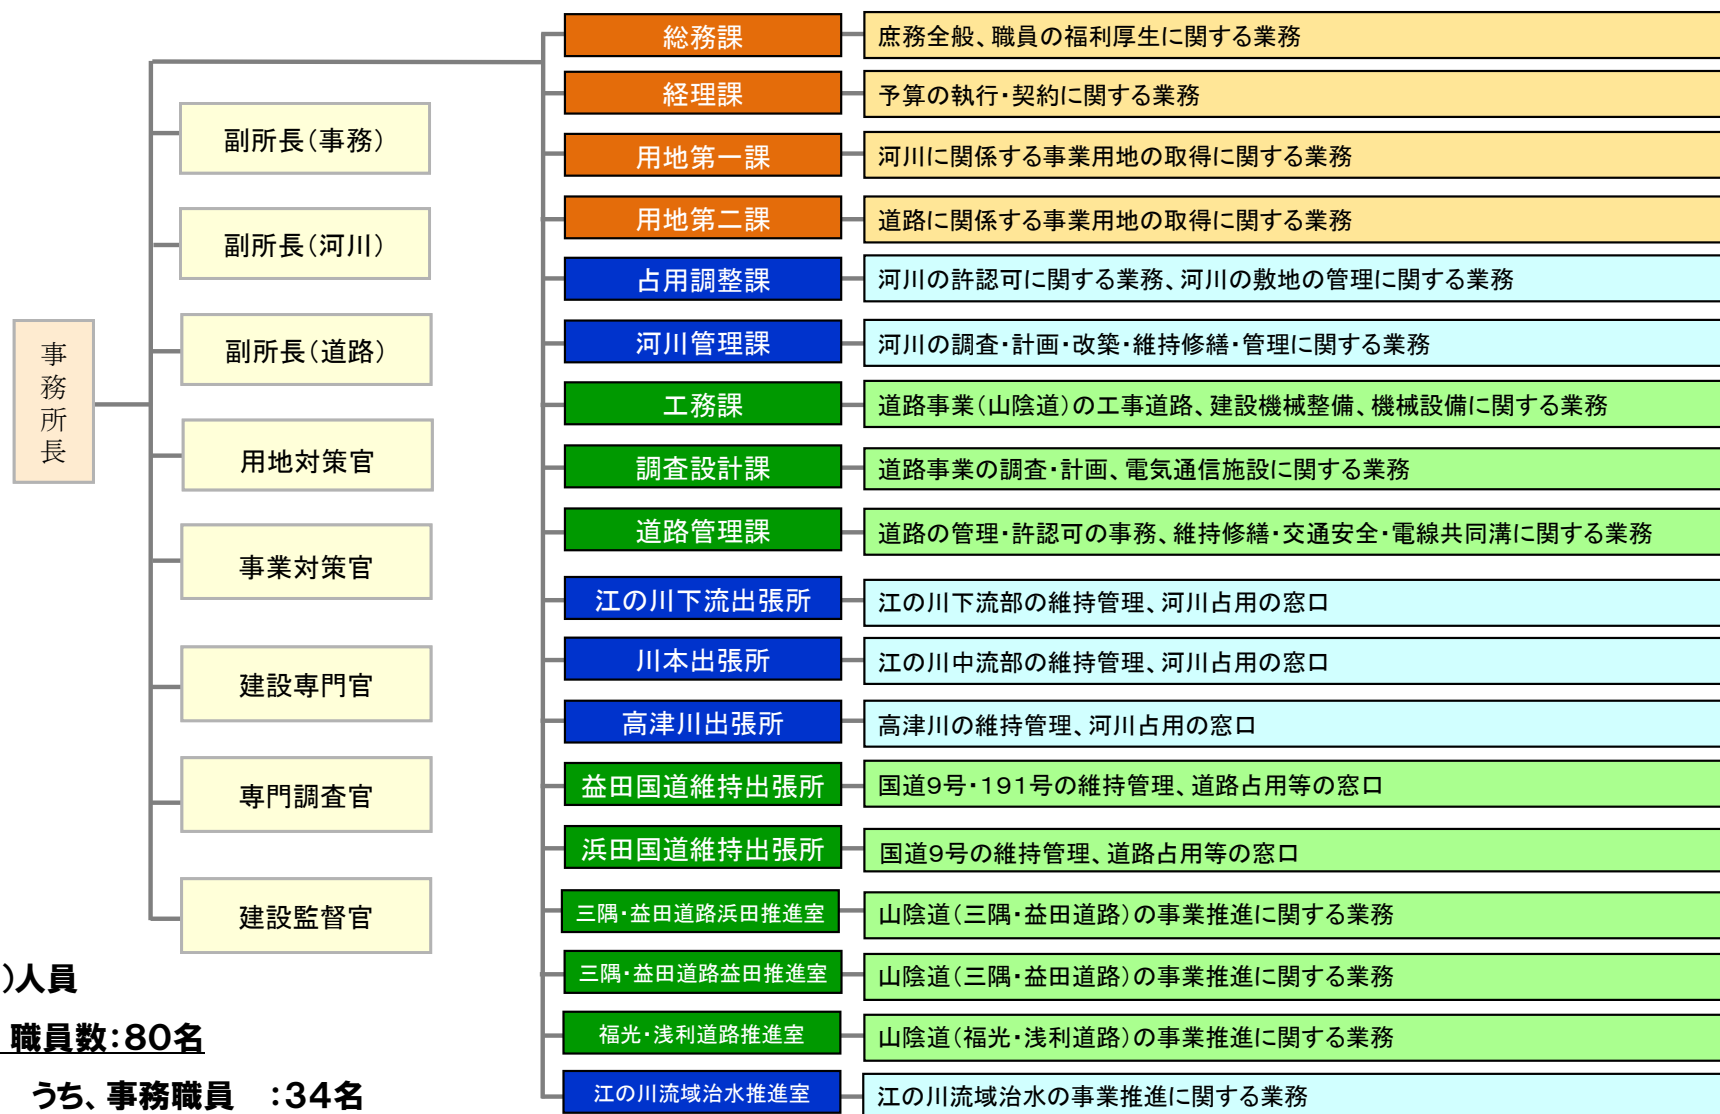 事務所長
副所長(事務)
副所長(河川)
副所長(道路)
用地対策官
事業対策官
建設専門官
専門調査官
建設監督官
総務課 庶務全般、職員の福利厚生に関する業務
経理課 予算の執行・契約に関する業務
用地第一課 河川に関係する事業用地の取得に関する業務
用地第二課 道路に関係する事業用地の取得に関する業務
占用調整課 河川の許認可に関する業務、河川の敷地の管理に関する業務
河川管理課 河川の調査・計画・改築・維持修繕・管理に関する業務
工務課 道路事業(山陰道)の工事道路、建設機械整備、機械設備に関する業務
調査設計課 道路事業の調査・計画、電気通信施設に関する業務
道路管理課 道路の管理・許認可の事務、維持修繕・交通安全・電線共同溝に関する業務
江の川下流出張所 江の川下流部の維持管理、河川占用の窓口
川本出張所 江の川中流部の維持管理、河川占用の窓口
高津川出張所 高津川の維持管理、河川占用の窓口
益田国道維持出張所 国道9号・191号の維持管理、道路占用等の窓口
浜田国道維持出張所 国道9号の維持管理、道路占用等の窓口
三隅・益田道路浜田推進室 山陰道(三隅・益田道路)の事業推進に関する業務
三隅・益田道路益田推進室 山陰道(三隅・益田道路)の事業推進に関する業務
福光・浅利道路推進室 山陰道(福光・浅利道路)の事業推進に関する業務
江の川流域治水推進室 江の川流域治水の事業推進に関する業務
)人員
職員数:80名
うち、事務職員 :34名